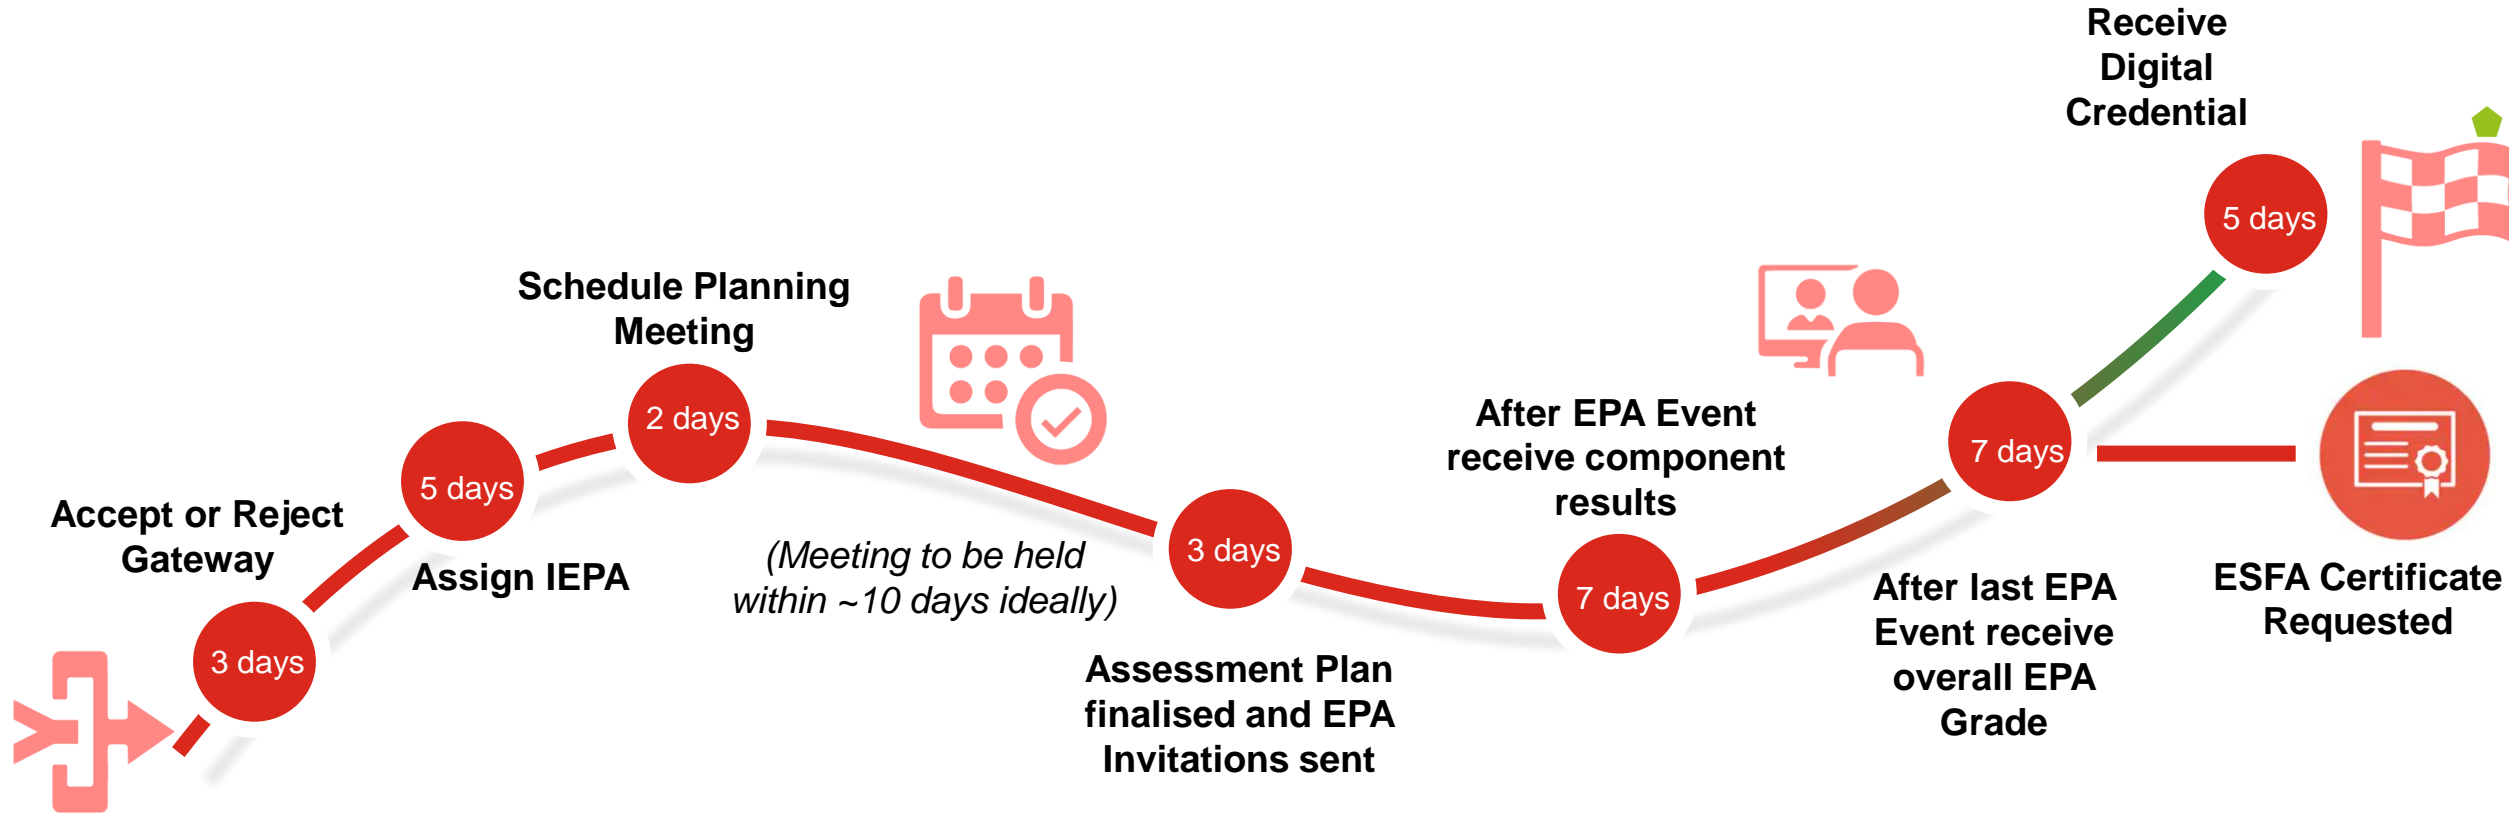 Accept or Reject
Gateway
3 days
5 days
Assign IEPA
Schedule Planning
Meeting
2 days
(Meeting to be held
within ~10 days ideally)
3 days
Assessment Plan
finalised and EPA
Invitations sent
After EPA Event
receive component
results
7 days
7 days
After last EPA
Event receive
overall EPA
Grade
Receive
Digital
Credential
5 days
ESFA Certificate
Requested